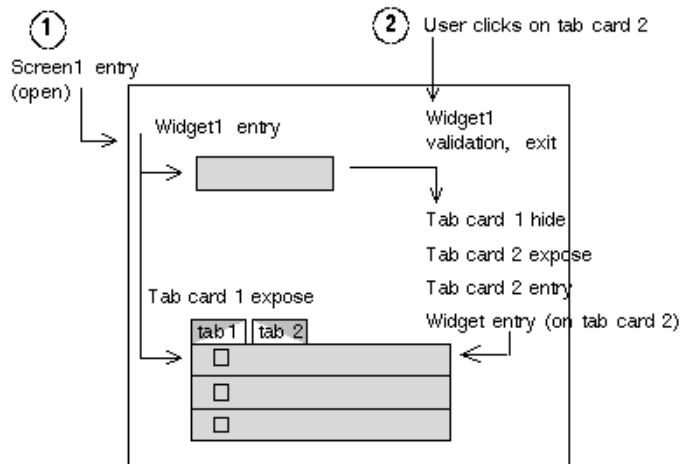 1
Screen1 entry
(open)
2 User clicks on tab card 2
Widget1 entry
Widget1
validation, exit
Tab card 1 hide
Tab card 2 expose
Tab card 2 entry
Widget entry (on tab card 2)
Tab card 1 expose
tab 1 tab 2